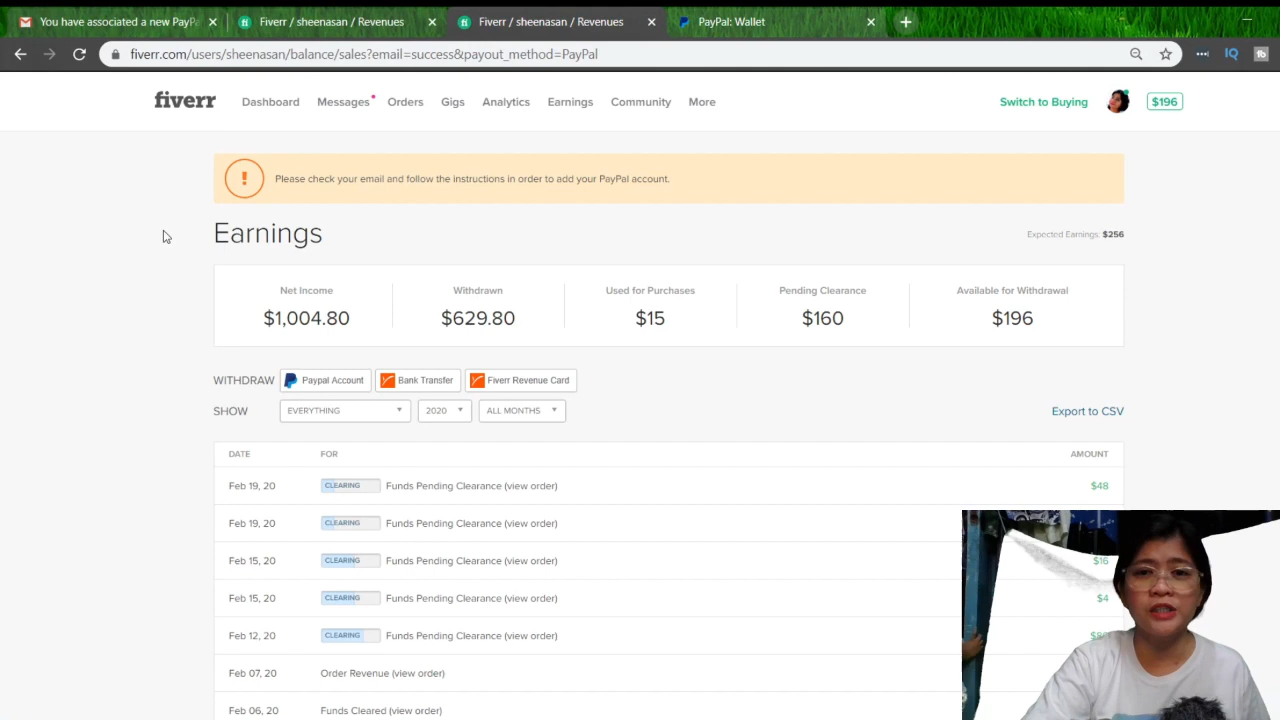 You have associated a new PayP
Fiverr / sheenasan / Revenues
Fiverr / sheenasan / Revenues
PayPal: Wallet
fiverr.com/users/sheenasan/balance/sales?email=success&payout_method=PayPal
IQ
fb
fiverr
Dashboard
Messages
Orders
Gigs
Analytics
Earnings
Community
More
Switch to Buying
$196
Please check your email and follow the instructions in order to add your PayPal account.
Earnings
Expected Earnings: $256
Net Income
Withdrawn
Used for Purchases
Pending Clearance
Available for Withdrawal
$1,004.80
$629.80
$15
$160
$196
WITHDRAW
Paypal Account
Bank Transfer
Fiverr Revenue Card
SHOW
EVERYTHING
2020
ALL MONTHS
Export to CSV
DATE
FOR
AMOUNT
Feb 19, 20
CLEARING
Funds Pending Clearance (view order)
$48
Feb 19, 20
CLEARING
Funds Pending Clearance (view order)
Feb 15, 20
CLEARING
Funds Pending Clearance (view order)
$16
Feb 15, 20
CLEARING
Funds Pending Clearance (view order)
$4
Feb 12, 20
CLEARING
Funds Pending Clearance (view order)
Feb 07, 20
Order Revenue (view order)
Feb 06, 20
Funds Cleared (view order)